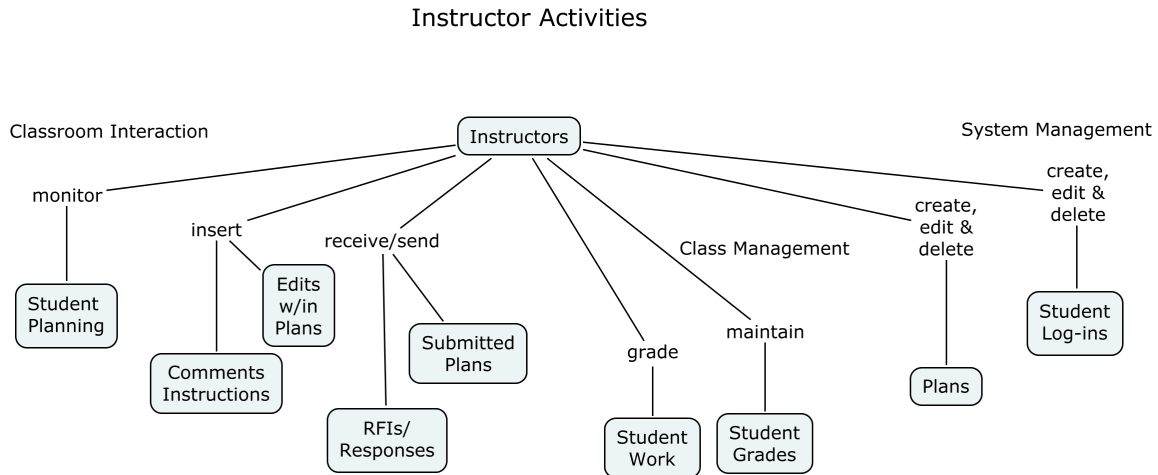 Instructor Activities
Classroom Interaction
Instructors
System Management
monitor
insert
receive/send
Class Management
create,
edit &
delete
create,
edit &
delete
Student
Planning
Edits
w/in
Plans
Comments
Instructions
Submitted
Plans
RFIs/
Responses
grade
maintain
Student
Work
Student
Grades
Plans
Student
Log-ins